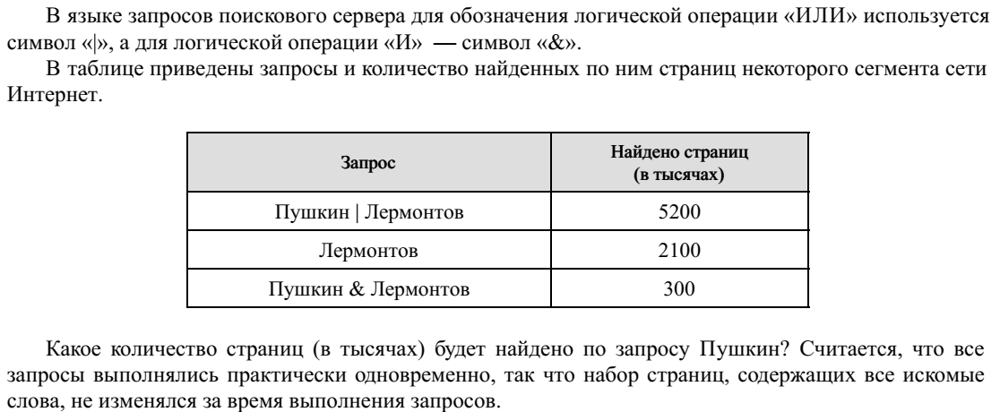 В языке запросов поискового сервера для обозначения логической операции «ИЛИ» используется
символ «|», а для логической операции «И» — символ «&».
В таблице приведены запросы и количество найденных по ним страниц некоторого сегмента сети
Интернет.
Запрос
Найдено страниц
(в тысячах)
Пушкин | Лермонтов
5200
Лермонтов
2100
Пушкин & Лермонтов
300
Какое количество страниц (в тысячах) будет найдено по запросу Пушкин? Считается, что все
запросы выполнялись практически одновременно, так что набор страниц, содержащих все искомые
слова, не изменялся за время выполнения запросов.